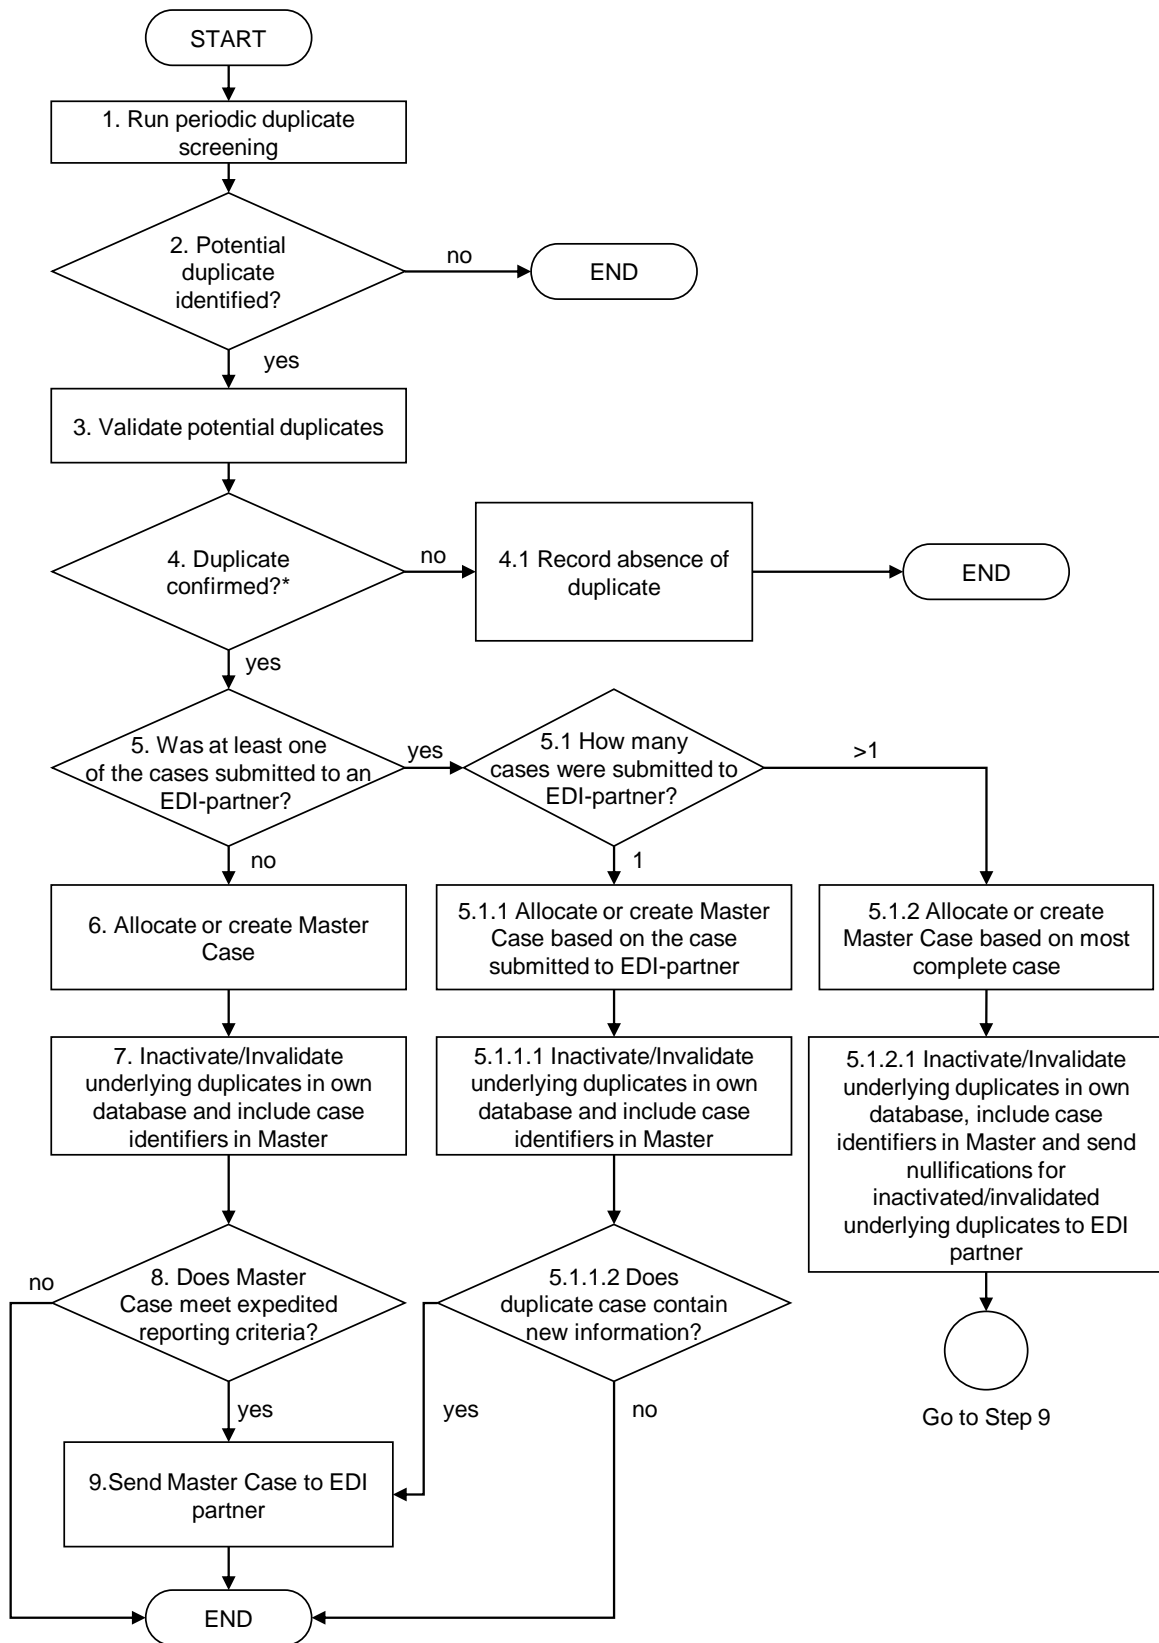 START
1. Run periodic duplicate
screening
2. Potential
duplicate
identified?
no
END
yes
3. Validate potential duplicates
4. Duplicate
confirmed?*
no
4.1 Record absence of
duplicate
END
yes
5. Was at least one
of the cases submitted to an
EDI-partner?
yes
5.1 How many
cases were submitted to
EDI-partner?
>1
no
1
6. Allocate or create Master
Case
5.1.1 Allocate or create Master
Case based on the case
submitted to EDI-partner
5.1.2 Allocate or create
Master Case based on most
complete case
7. Inactivate/Invalidate
underlying duplicates in own
database and include case
identifiers in Master
5.1.1.1 Inactivate/Invalidate
underlying duplicates in own
database and include case
identifiers in Master
5.1.2.1 Inactivate/Invalidate
underlying duplicates in own
database, include case
identifiers in Master and send
nullifications for
inactivated/invalidated
underlying duplicates to EDI
partner
no
8. Does Master
Case meet expedited
reporting criteria?
5.1.1.2 Does
duplicate case contain
new information?
yes
yes
no
Go to Step 9
9.Send Master Case to EDI
partner
END